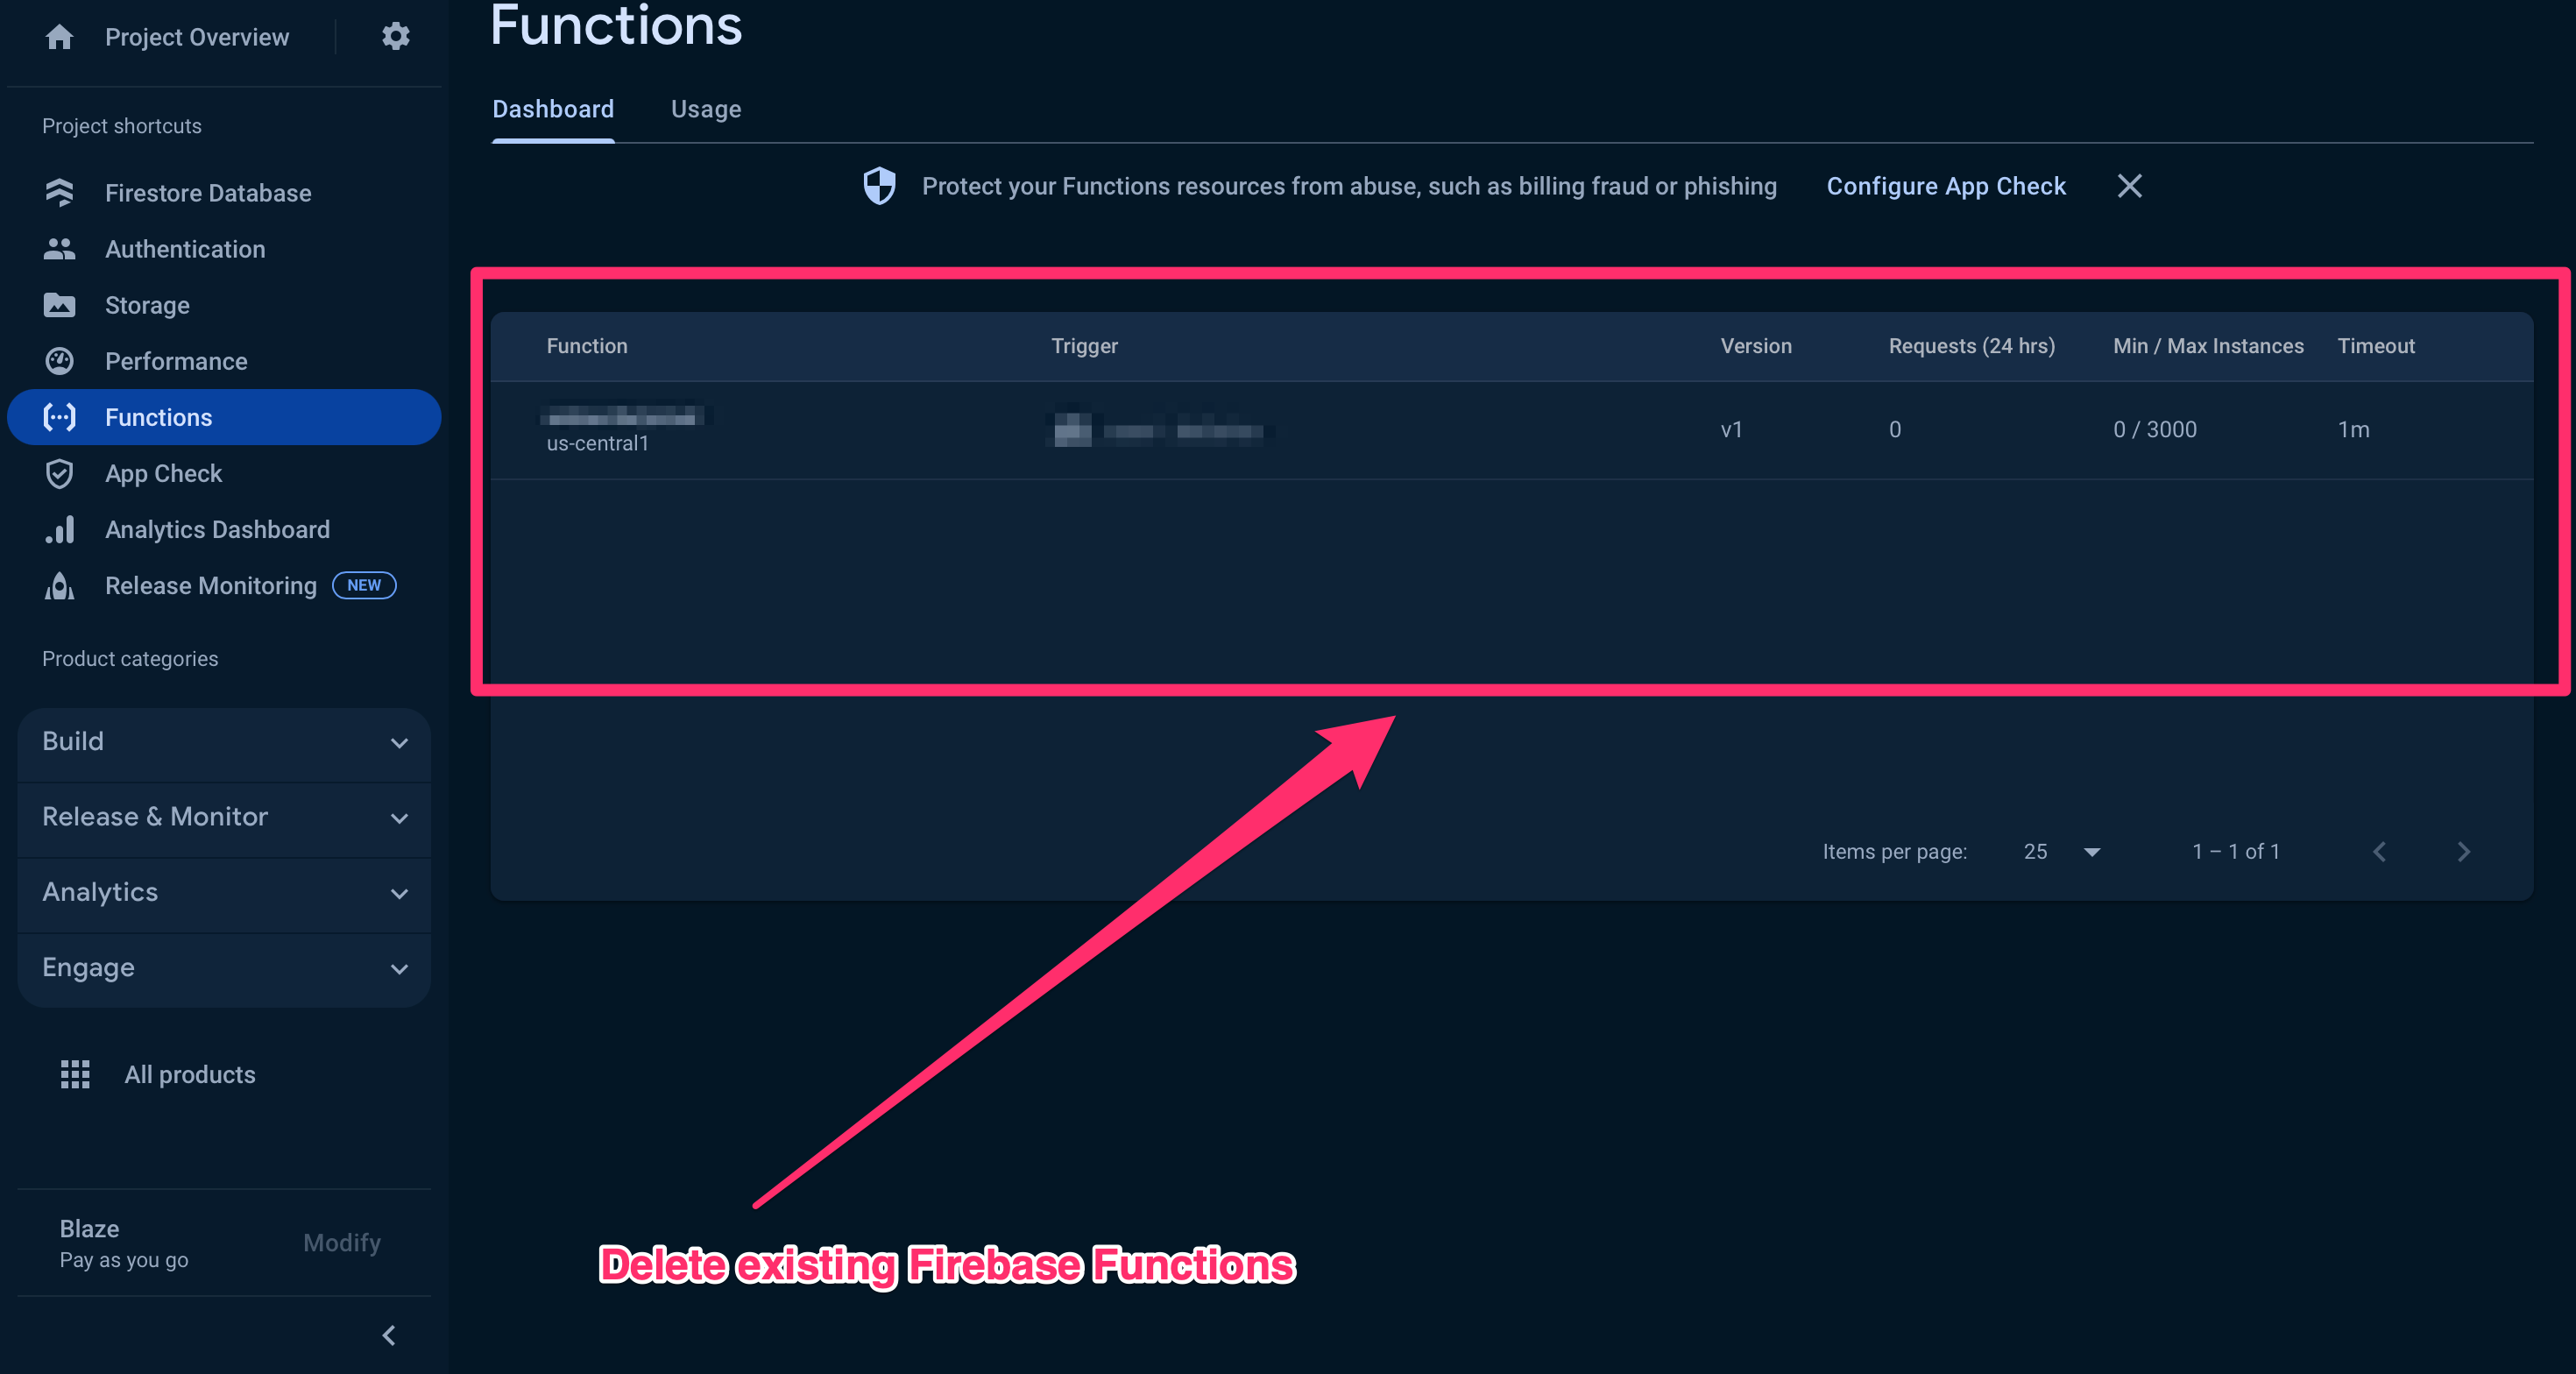 Project Overview
Project shortcuts
Firestore Database
Authentication
Storage
Performance
Functions
App Check
Analytics Dashboard
Release Monitoring NEW
Product categories
Build
Release & Monitor
Analytics
Engage
All products
Blaze
Pay as you go
Modify
Functions
Dashboard Usage
Protect your Functions resources from abuse, such as billing fraud or phishing Configure App Check
Function Trigger Version Requests (24 hrs) Min / Max Instances Timeout
us-central1 v1 0 0 / 3000 1m
Items per page: 25 1 – 1 of 1
Delete existing Firebase Functions